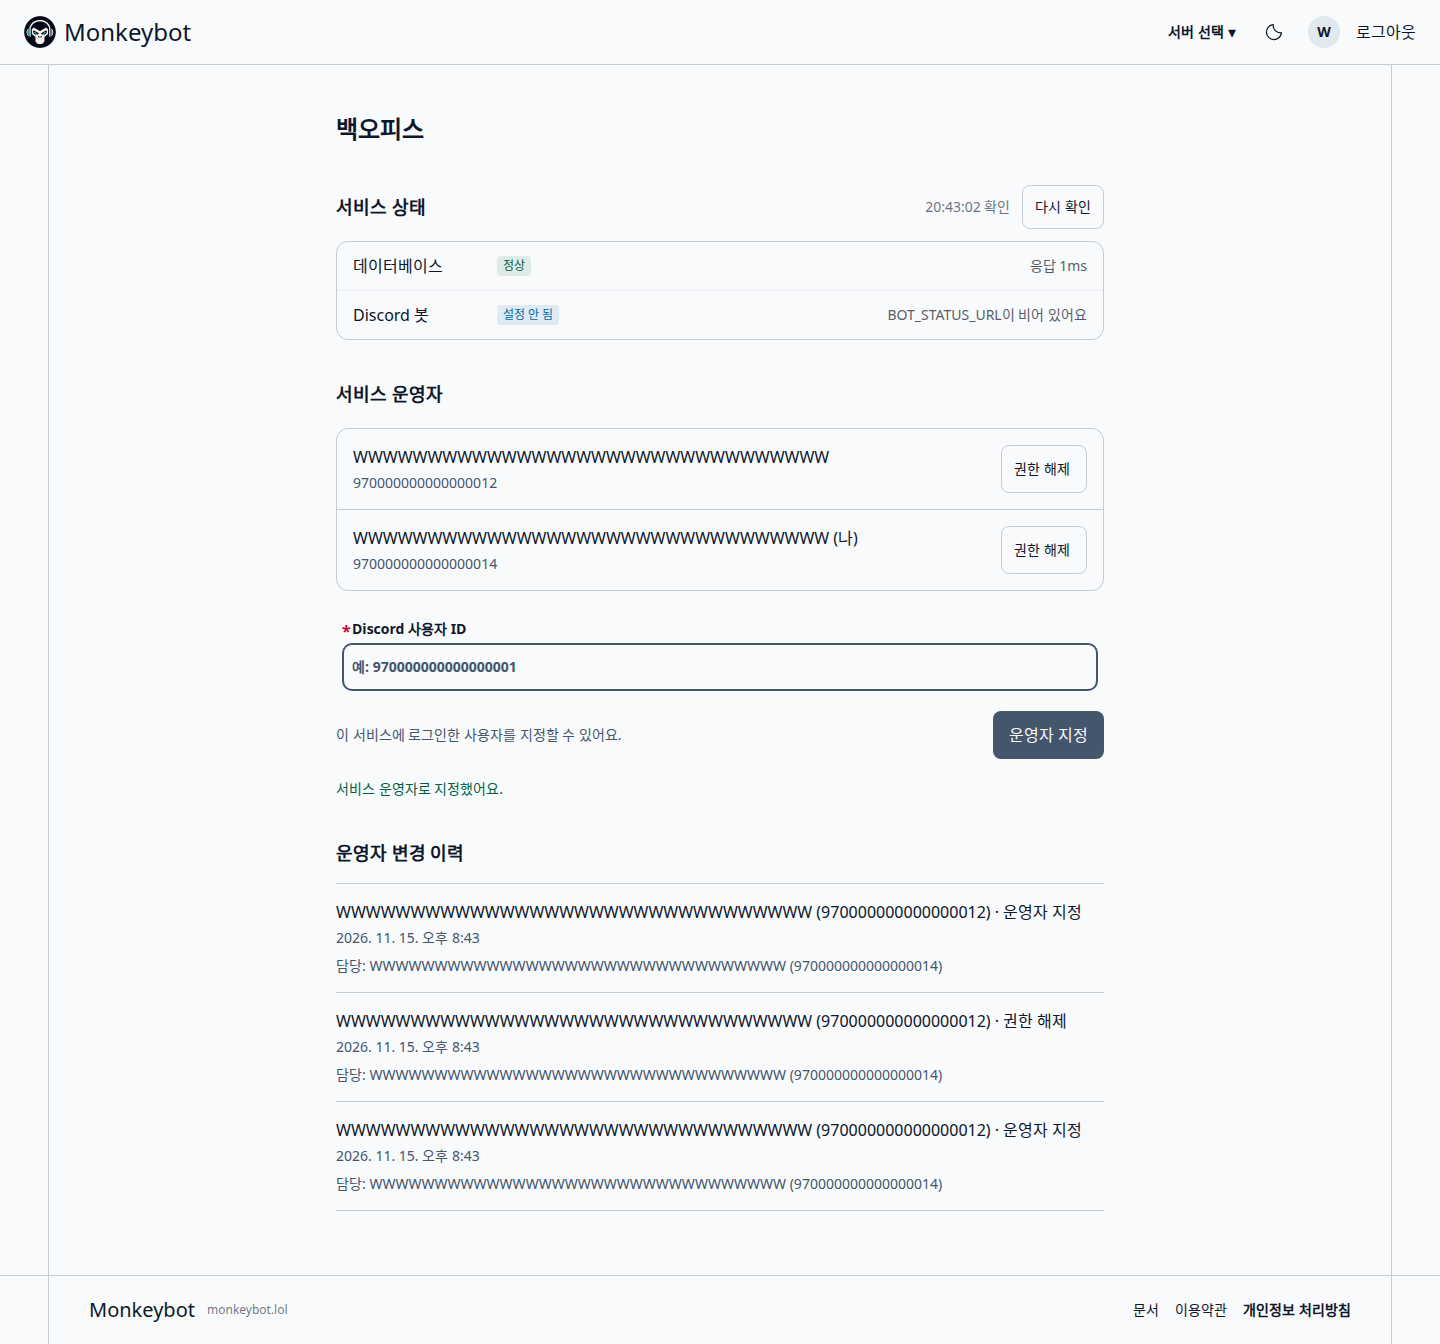 Monkeybot
서버 선택 ▾
W
로그아웃
백오피스
서비스 상태
20:43:02 확인
다시 확인
데이터베이스
정상
응답 1ms
Discord 봇
설정 안 됨
BOT_STATUS_URL이 비어 있어요
서비스 운영자
WWWWWWWWWWWWWWWWWWWWWWWWWWWWWWWW
970000000000000012
권한 해제
WWWWWWWWWWWWWWWWWWWWWWWWWWWWWWWW (나)
970000000000000014
권한 해제
*Discord 사용자 ID
예: 970000000000000001
이 서비스에 로그인한 사용자를 지정할 수 있어요.
운영자 지정
서비스 운영자로 지정했어요.
운영자 변경 이력
WWWWWWWWWWWWWWWWWWWWWWWWWWWWWWWW (970000000000000012) · 운영자 지정
2026. 11. 15. 오후 8:43
담당: WWWWWWWWWWWWWWWWWWWWWWWWWWWWWWWW (970000000000000014)
WWWWWWWWWWWWWWWWWWWWWWWWWWWWWWWW (970000000000000012) · 권한 해제
2026. 11. 15. 오후 8:43
담당: WWWWWWWWWWWWWWWWWWWWWWWWWWWWWWWW (970000000000000014)
WWWWWWWWWWWWWWWWWWWWWWWWWWWWWWWW (970000000000000012) · 운영자 지정
2026. 11. 15. 오후 8:43
담당: WWWWWWWWWWWWWWWWWWWWWWWWWWWWWWWW (970000000000000014)
Monkeybot
monkeybot.lol
문서
이용약관
개인정보 처리방침